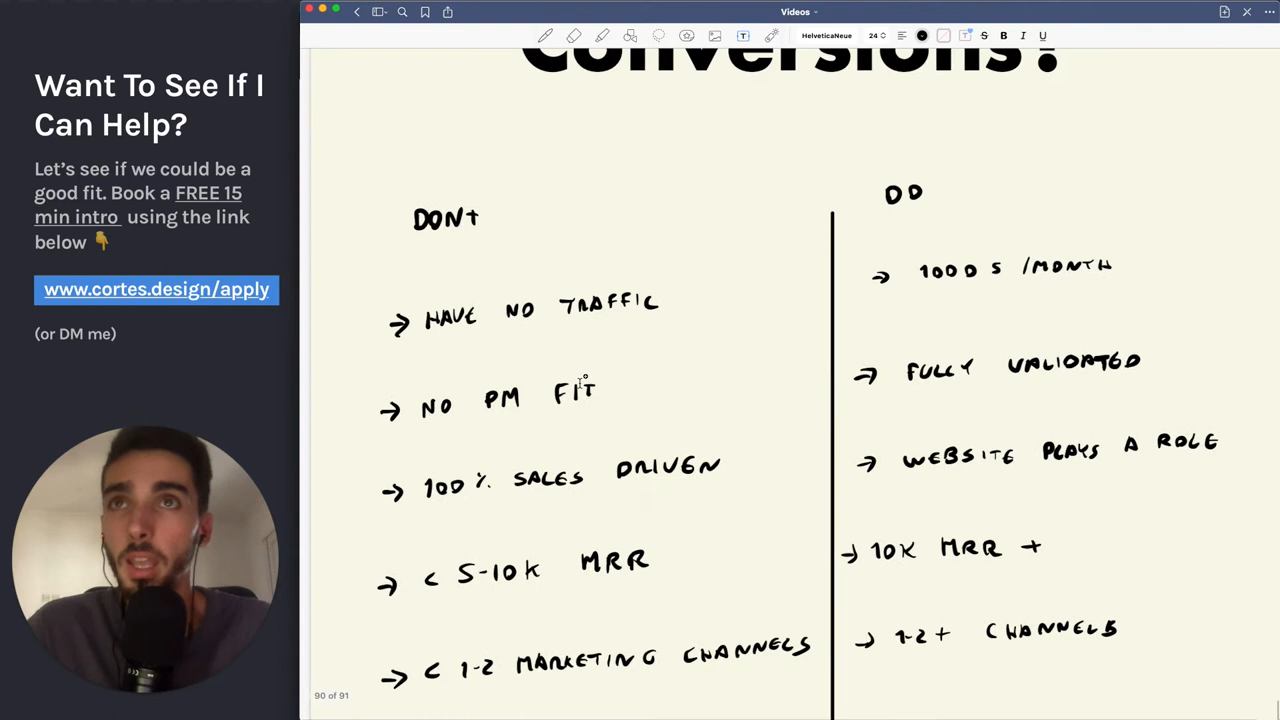 Want To See If I
Can Help?
Let's see if we could be a
good fit. Book a FREE 15
min intro using the link
below 👇
www.cortes.design/apply
(or DM me)
Videos
HelveticaNeue
24
T
S
B
I
U
Conversions?
DON'T
→ HAVE NO TRAFFIC
→ NO PM FIT
→ 100% SALES DRIVEN
→ < 5-10K MRR
→ < 1-2 MARKETING CHANNELS
DO
→ 1000S /MONTH
→ FULLY VALIDATED
→ WEBSITE PLAYS A ROLE
→ 10K MRR +
→ 1-2+ CHANNELS
90 of 91